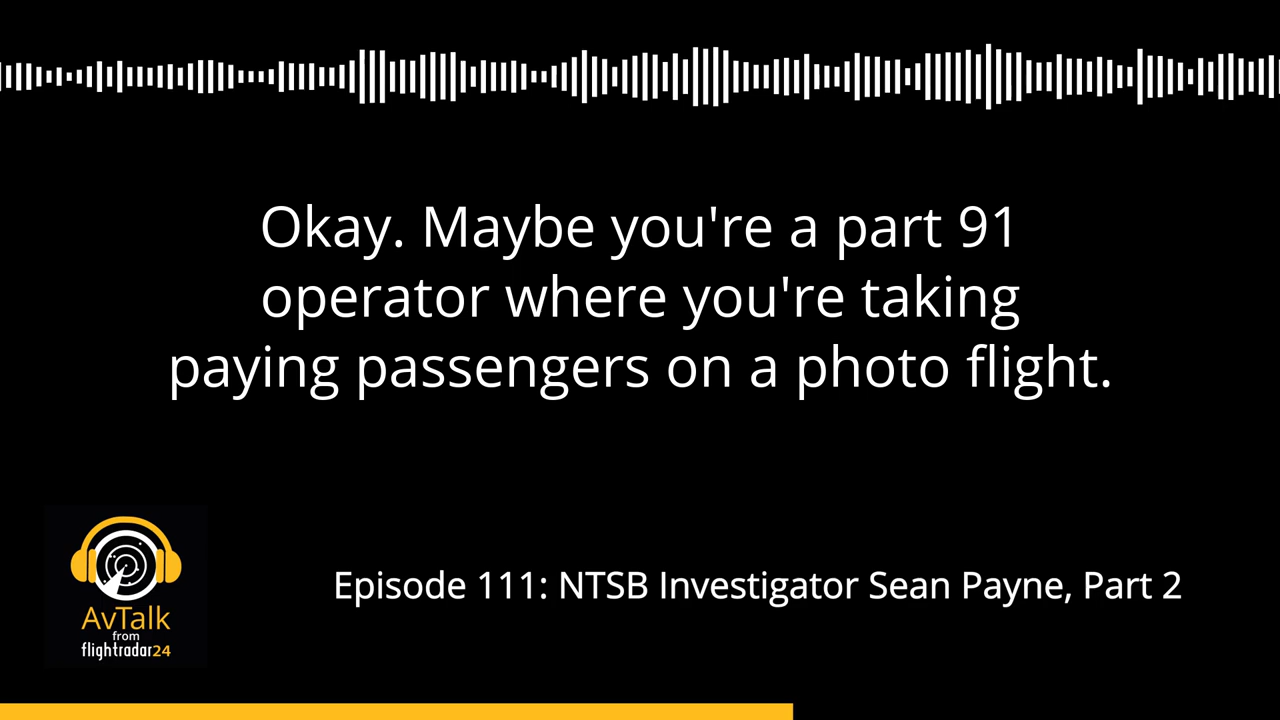 Okay. Maybe you're a part 91
operator where you're taking
paying passengers on a photo flight.
AvTalk
from
flightradar24
Episode 111: NTSB Investigator Sean Payne, Part 2